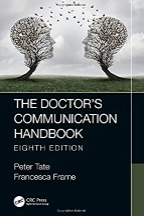 THE DOCTOR'S
COMMUNICATION
HANDBOOK
EIGHTH EDITION
Peter Tate
Francesca Frame
CRC Press